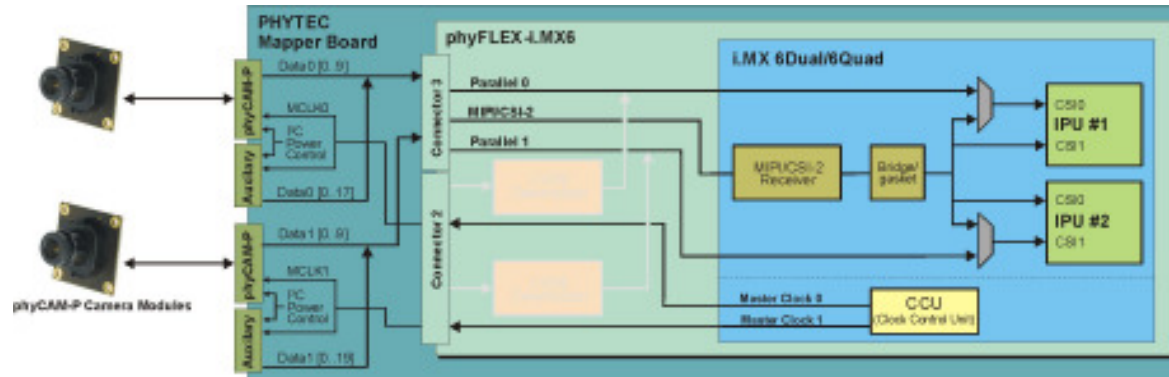 PHYTEC
Mapper Board
phyFLEX-i.MX6
i.MX 6Dual/6Quad
phyCAM-P
Data0 [0..9]
MCLK0
I²C
Power
Control
Auxiliary
Data0 [0..17]
phyCAM-P
Data1 [0..9]
MCLK1
I²C
Power
Control
Auxiliary
Data1 [0..19]
phyCAM-P Camera Modules
Connector 3
Connector 2
Parallel 0
MIPI/CSI-2
Parallel 1
MIPI/CSI-2
Receiver
Bridge/
gasket
CSI0
IPU #1
CSI1
CSI0
IPU #2
CSI1
Master Clock 0
Master Clock 1
CCU
(Clock Control Unit)